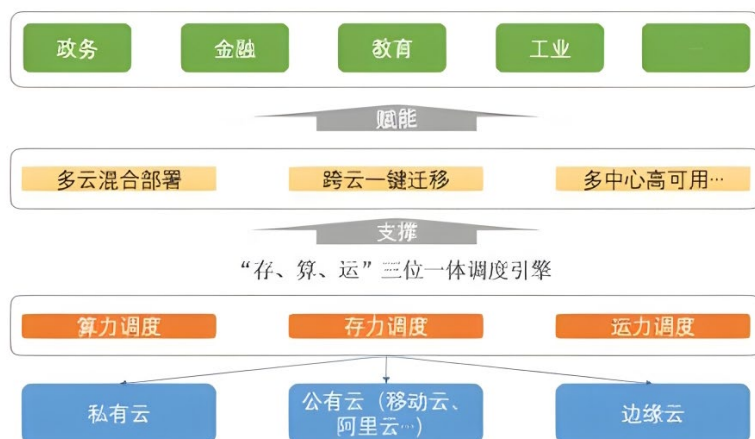 政务
金融
教育
工业
赋能
多云混合部署
跨云一键迁移
多中心高可用…
支撑
“存、算、运”三位一体调度引擎
算力调度
存力调度
运力调度
私有云
公有云（移动云、
阿里云…）
边缘云